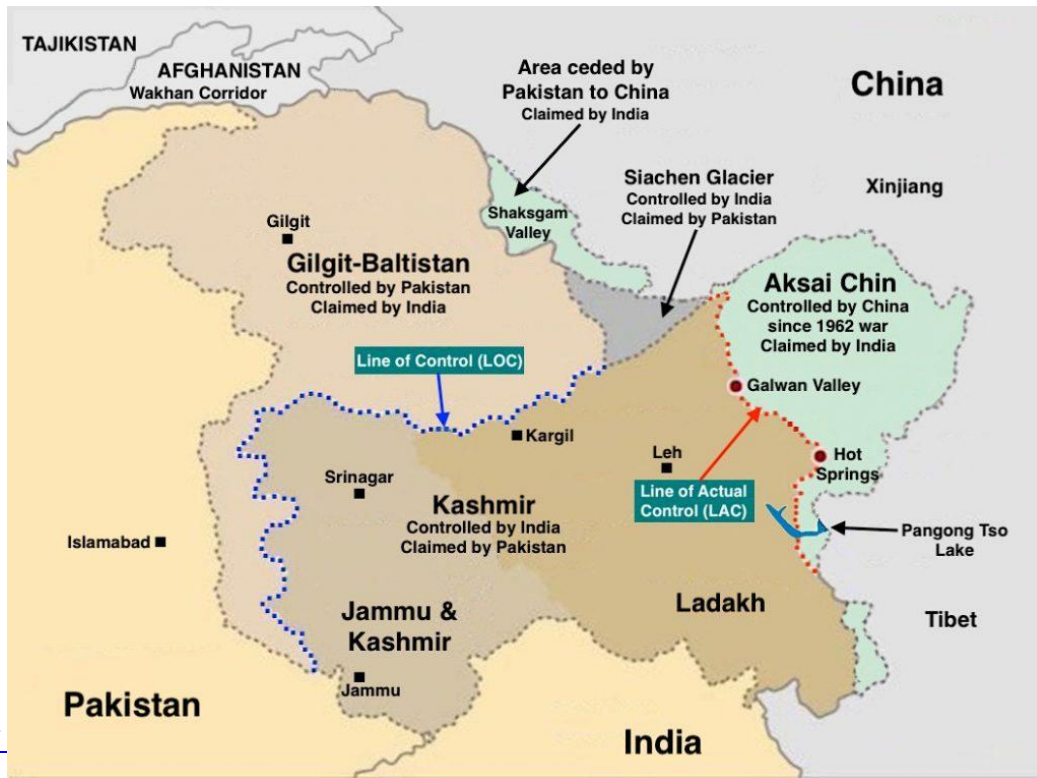 TAJIKISTAN
AFGHANISTAN
Wakhan Corridor
Area ceded by
Pakistan to China
Claimed by India
China
Siachen Glacier
Controlled by India
Claimed by Pakistan
Xinjiang
Shaksgam
Valley
Gilgit
Gilgit-Baltistan
Controlled by Pakistan
Claimed by India
Aksai Chin
Controlled by China
since 1962 war
Claimed by India
Line of Control (LOC)
Galwan Valley
Kargil
Leh
Hot
Springs
Srinagar
Line of Actual
Control (LAC)
Kashmir
Controlled by India
Claimed by Pakistan
Islamabad
Pangong Tso
Lake
Ladakh
Jammu &
Kashmir
Tibet
Jammu
Pakistan
India